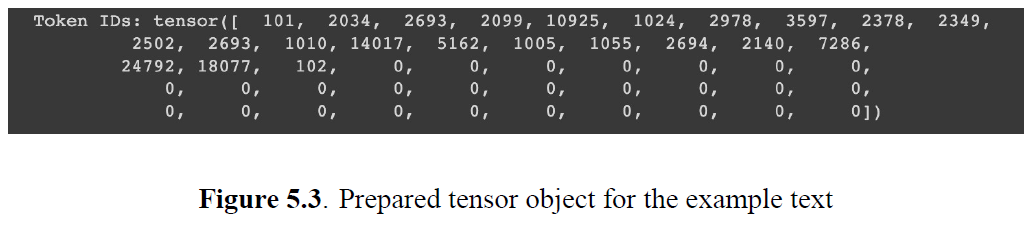 Token IDs: tensor([  101,  2034,  2693,  2099, 10925,  1024,  2978,  3597,  2378,  2349,
2502,  2693,  1010, 14017,  5162,  1005,  1055,  2694,  2140,  7286,
24792, 18077,   102,     0,     0,     0,     0,     0,     0,     0,
0,     0,     0,     0,     0,     0,     0,     0,     0,     0,
0,     0,     0,     0,     0,     0,     0,     0,     0,     0])
Figure 5.3. Prepared tensor object for the example text